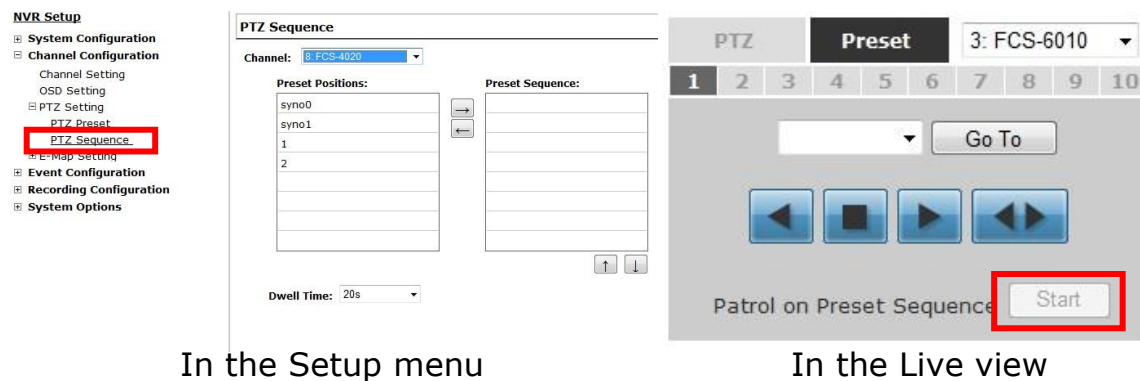 NVR Setup
System Configuration
Channel Configuration
Channel Setting
OSD Setting
PTZ Setting
PTZ Preset
PTZ Sequence
E-Map Setting
Event Configuration
Recording Configuration
System Options
PTZ Sequence
Channel: 8: FCS-4020
Preset Positions:
syno0
syno1
1
2
Preset Sequence:
→
←
↑ ↓
Dwell Time: 20s
In the Setup menu
PTZ Preset 3: FCS-6010
1 2 3 4 5 6 7 8 9 10
Go To
Patrol on Preset Sequence Start
In the Live view